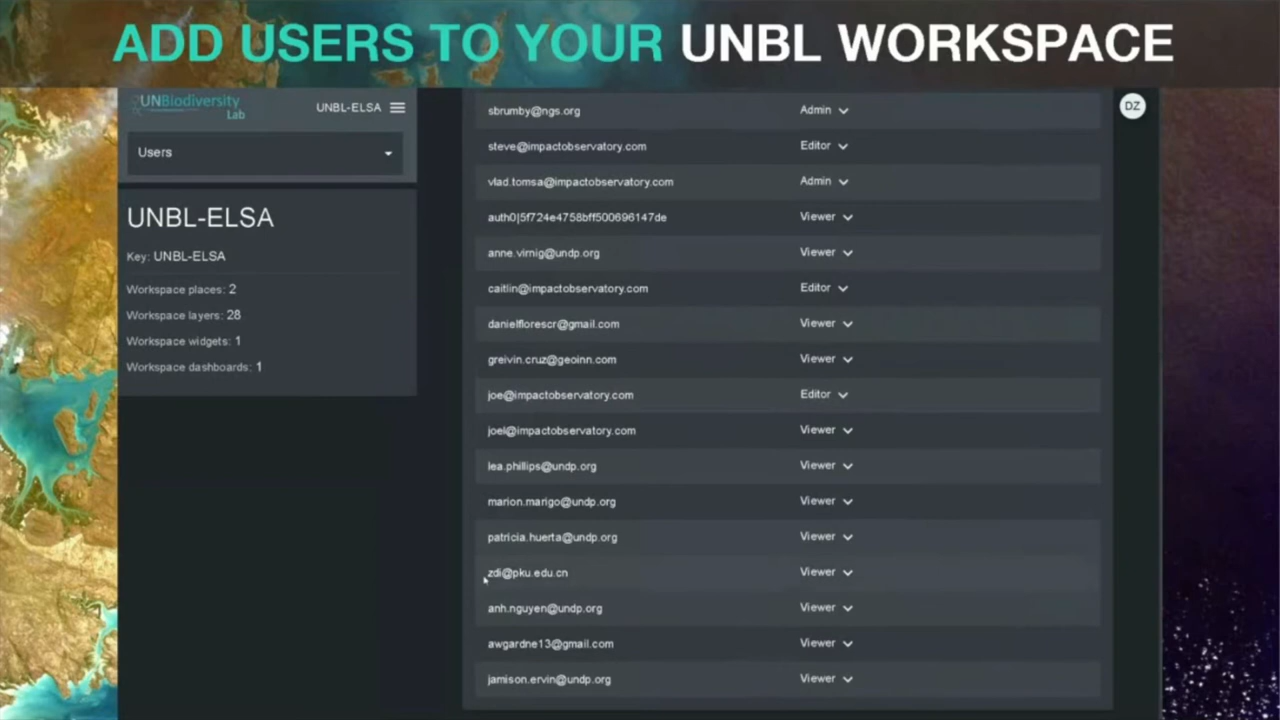 ADD USERS TO YOUR UNBL WORKSPACE
UNBiodiversity
Lab
UNBL-ELSA
Users
UNBL-ELSA
Key: UNBL-ELSA
Workspace places: 2
Workspace layers: 28
Workspace widgets: 1
Workspace dashboards: 1
sbrumby@ngs.org Admin
steve@impactobservatory.com Editor
vlad.tomsa@impactobservatory.com Admin
auth0|5f724e4758bff500696147de Viewer
anne.virnig@undp.org Viewer
caitlin@impactobservatory.com Editor
danielflorescr@gmail.com Viewer
greivin.cruz@geoinn.com Viewer
joe@impactobservatory.com Editor
joel@impactobservatory.com Viewer
lea.phillips@undp.org Viewer
marion.marigo@undp.org Viewer
patricia.huerta@undp.org Viewer
zdi@pku.edu.cn Viewer
anh.nguyen@undp.org Viewer
awgardne13@gmail.com Viewer
jamison.ervin@undp.org Viewer
DZ